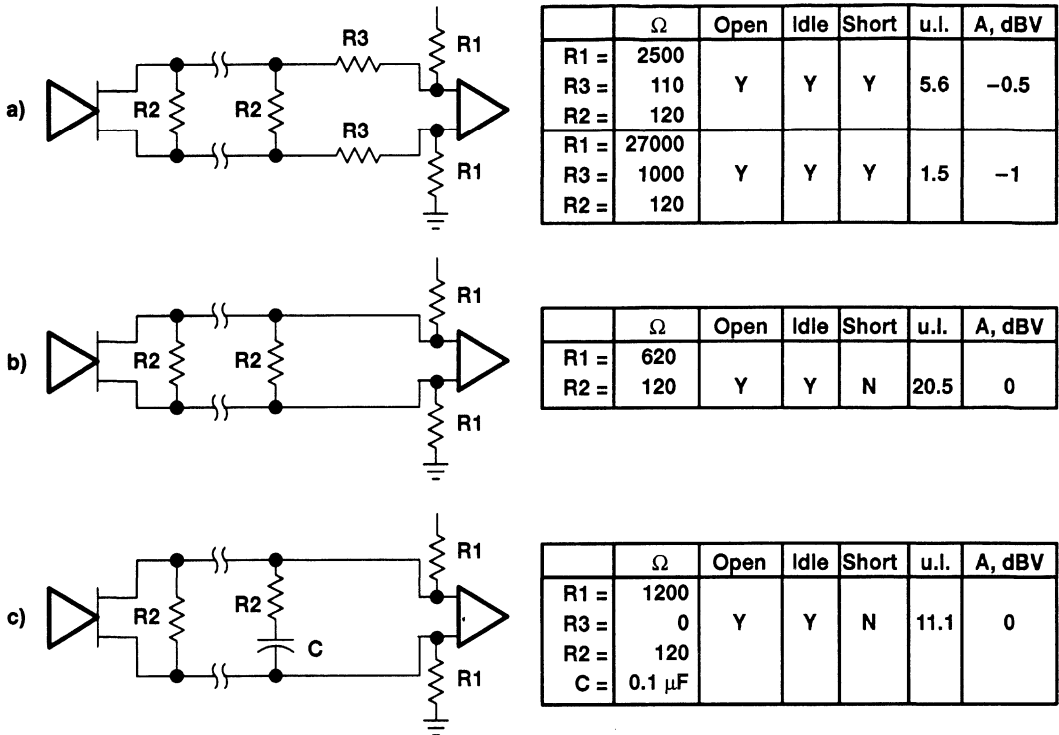 a)
R2
R2
R3
R3
R1
R1
Ω Open Idle Short u.l. A, dBV
R1 = 2500
R3 = 110 Y Y Y 5.6 −0.5
R2 = 120
R1 = 27000
R3 = 1000 Y Y Y 1.5 −1
R2 = 120
b)
R2
R2
R1
R1
Ω Open Idle Short u.l. A, dBV
R1 = 620
R2 = 120 Y Y N 20.5 0
c)
R2
R2
C
R1
R1
Ω Open Idle Short u.l. A, dBV
R1 = 1200
R3 = 0 Y Y N 11.1 0
R2 = 120
C = 0.1 μF